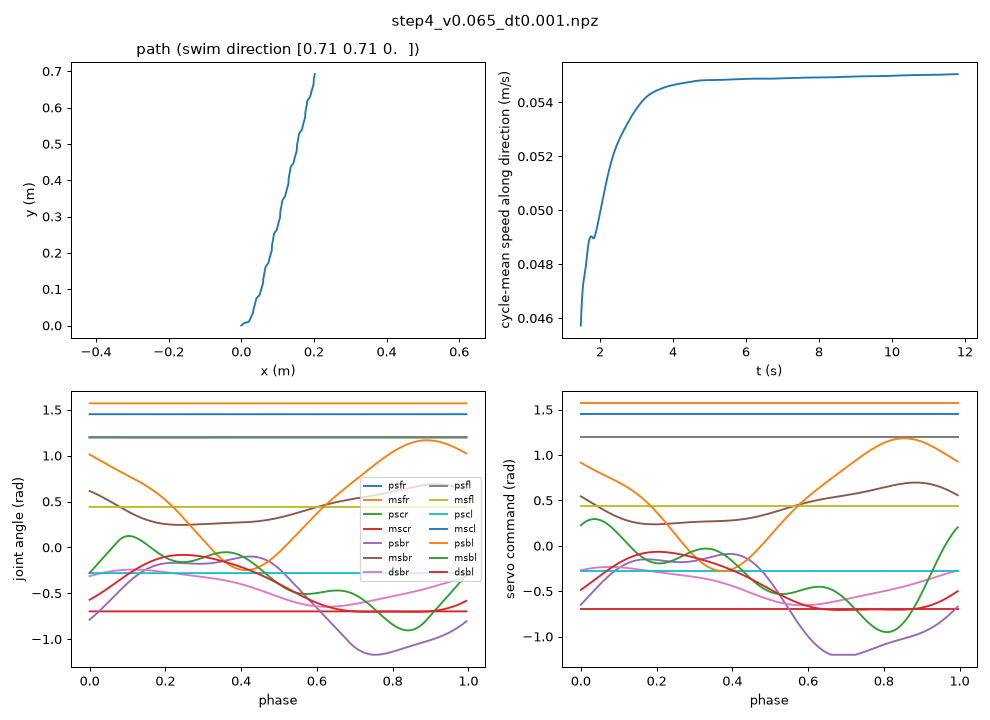 step4_v0.065_dt0.001.npz
path (swim direction [0.71 0.71 0.  ])
y (m)
0.7
0.6
0.5
0.4
0.3
0.2
0.1
0.0
−0.4 −0.2 0.0 0.2 0.4 0.6
x (m)
cycle-mean speed along direction (m/s)
0.054
0.052
0.050
0.048
0.046
2 4 6 8 10 12
t (s)
joint angle (rad)
1.5
1.0
0.5
0.0
−0.5
−1.0
psfr psfl
msfr msfl
pscr pscl
mscr mscl
psbr psbl
msbr msbl
dsbr dsbl
0.0 0.2 0.4 0.6 0.8 1.0
phase
servo command (rad)
1.5
1.0
0.5
0.0
−0.5
−1.0
0.0 0.2 0.4 0.6 0.8 1.0
phase